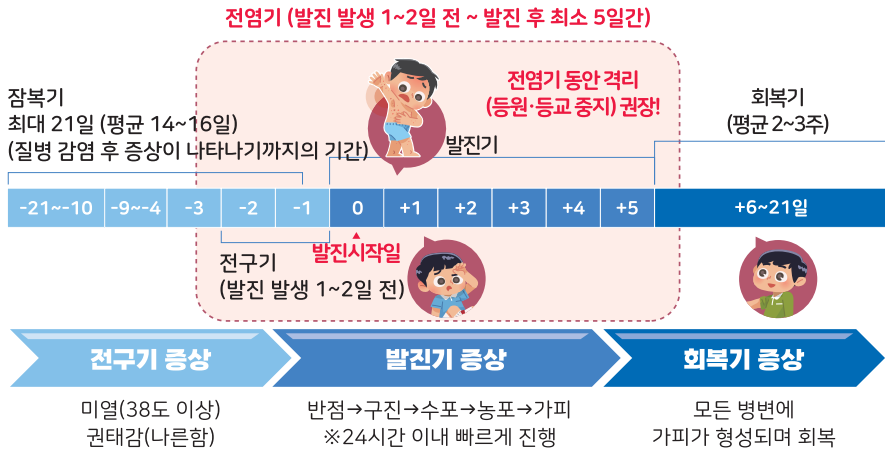 전염기 (발진 발생 1~2일 전 ~ 발진 후 최소 5일간)
전염기 동안 격리
(등원·등교 중지) 권장!
잠복기
최대 21일 (평균 14~16일)
(질병 감염 후 증상이 나타나기까지의 기간)
발진기
회복기
(평균 2~3주)
-21~-10 -9~-4 -3 -2 -1 0 +1 +2 +3 +4 +5 +6~21일
발진시작일
전구기
(발진 발생 1~2일 전)
전구기 증상
발진기 증상
회복기 증상
미열(38도 이상)
권태감(나른함)
반점→구진→수포→농포→가피
※24시간 이내 빠르게 진행
모든 병변에
가피가 형성되며 회복